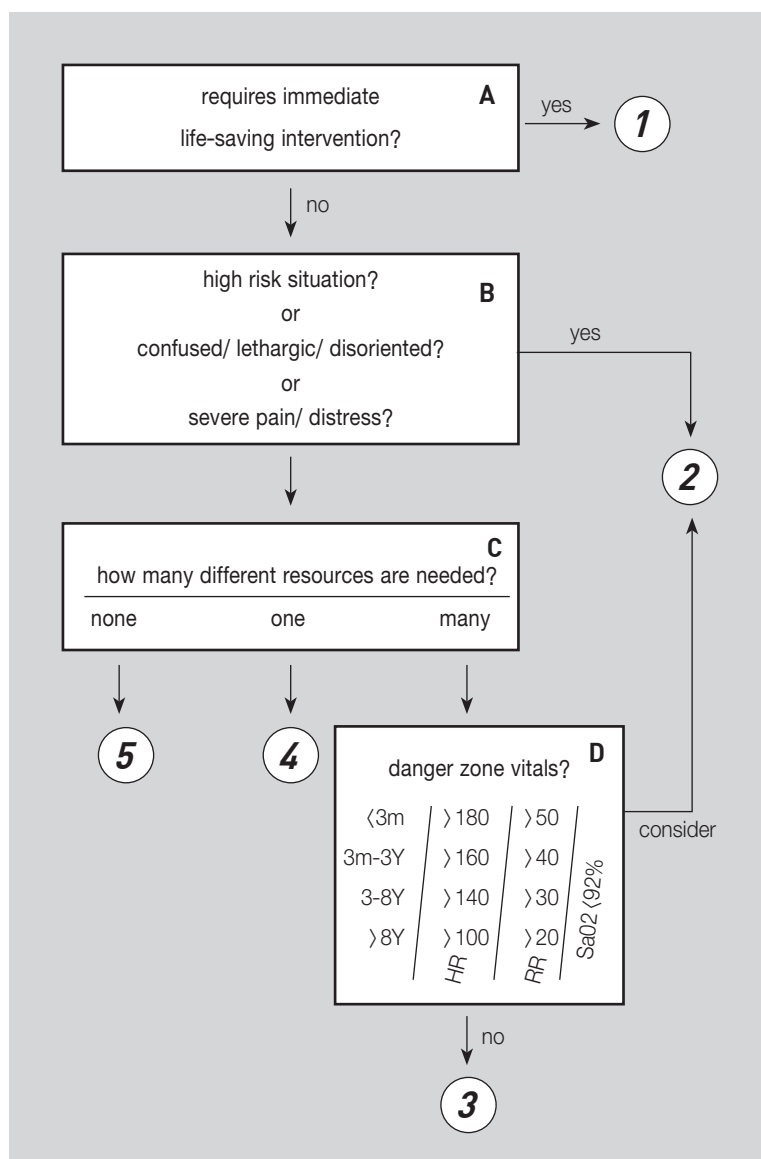 requires immediate A
life-saving intervention?
yes
1
no
high risk situation?
B
or
confused/ lethargic/ disoriented?
or
severe pain/ distress?
yes
2
C
how many different resources are needed?
none one many
5
4
D
danger zone vitals?
〈3m 〉180 〉50
3m-3Y 〉160 〉40
3-8Y 〉140 〉30
〉8Y 〉100 〉20
HR
RR
Sa02〈92%
consider
no
3